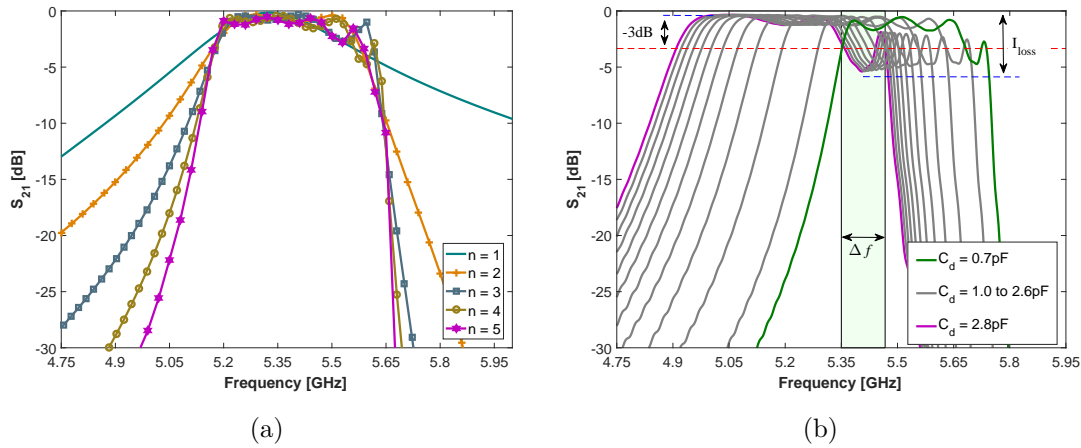 0
-5
-10
-15
-20
-25
-30
S21 [dB]
4.75 4.9 5.05 5.2 5.35 5.5 5.65 5.8 5.95
Frequency [GHz]
n = 1
n = 2
n = 3
n = 4
n = 5
(a)
0
-5
-10
-15
-20
-25
-30
S21 [dB]
-3dB
Iloss
Δf
4.75 4.9 5.05 5.2 5.35 5.5 5.65 5.8 5.95
Frequency [GHz]
Cd = 0.7pF
Cd = 1.0 to 2.6pF
Cd = 2.8pF
(b)